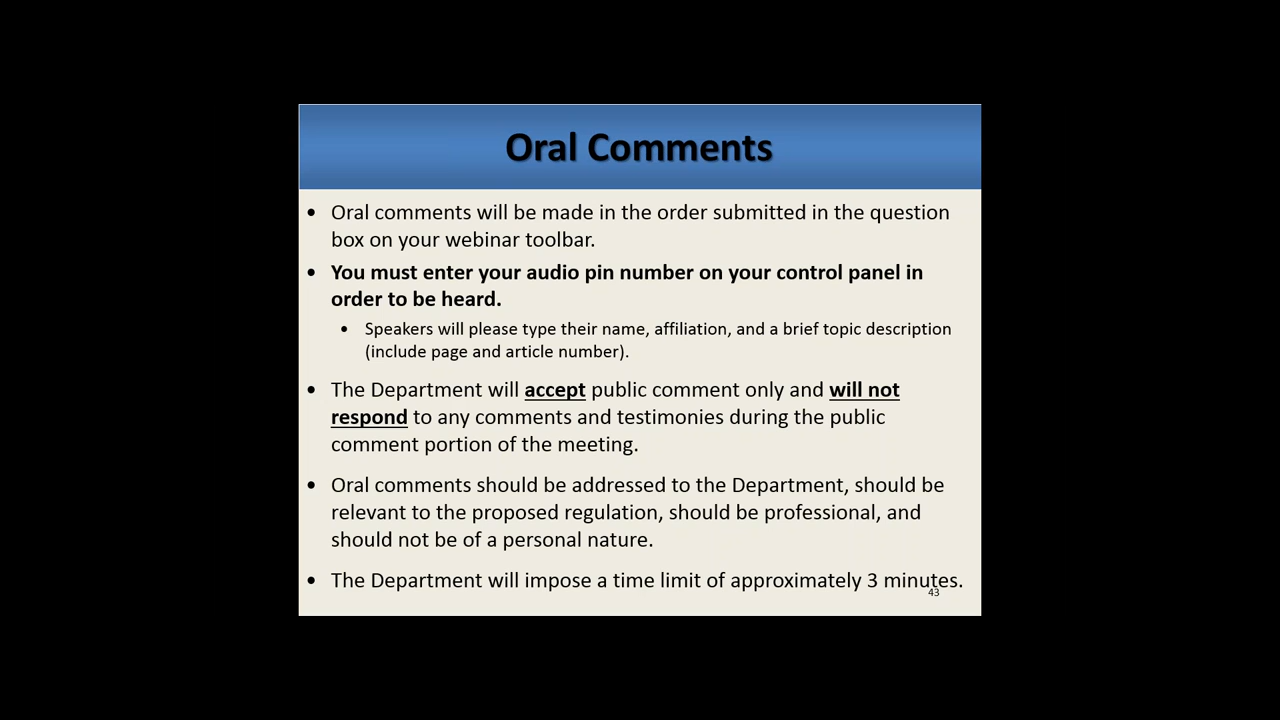 Oral Comments
• Oral comments will be made in the order submitted in the question
box on your webinar toolbar.
• You must enter your audio pin number on your control panel in
order to be heard.
• Speakers will please type their name, affiliation, and a brief topic description
(include page and article number).
• The Department will accept public comment only and will not
respond to any comments and testimonies during the public
comment portion of the meeting.
• Oral comments should be addressed to the Department, should be
relevant to the proposed regulation, should be professional, and
should not be of a personal nature.
• The Department will impose a time limit of approximately 3 minutes.
43